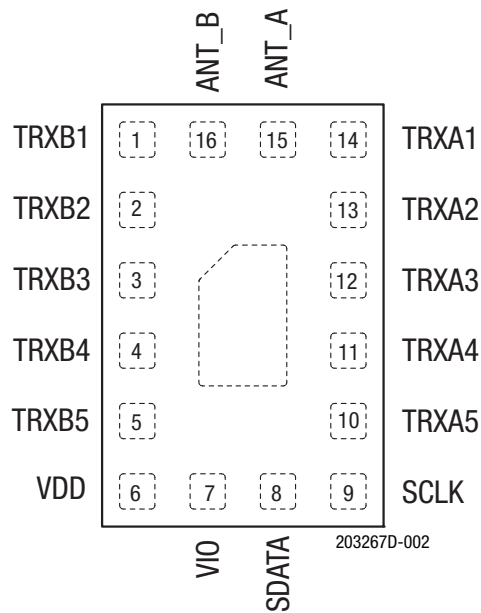 ANT_B
ANT_A
TRXB1 1 16 15 14 TRXA1
TRXB2 2 13 TRXA2
TRXB3 3 12 TRXA3
TRXB4 4 11 TRXA4
TRXB5 5 10 TRXA5
VDD 6 7 8 9 SCLK
VIO
SDATA
203267D-002